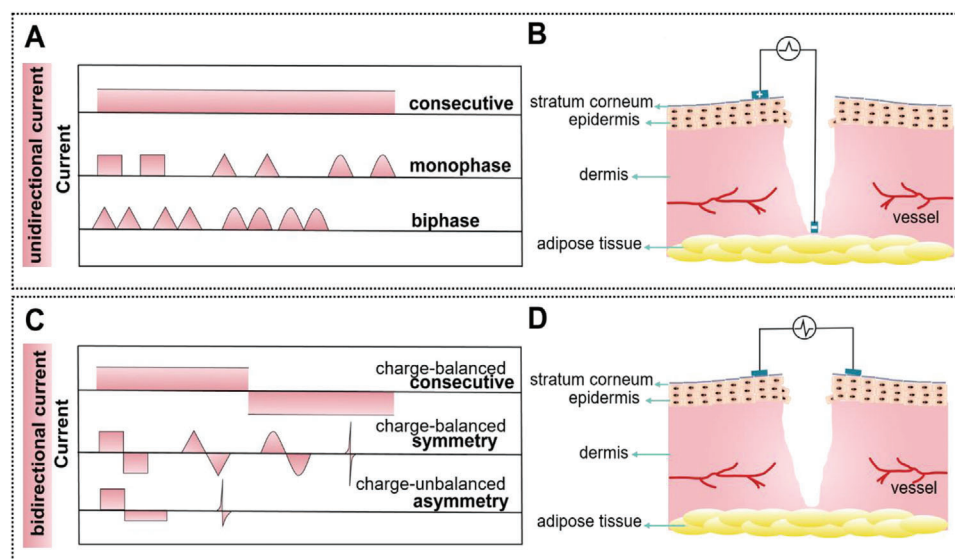 A
unidirectional current
Current
consecutive
monophase
biphase
B
+
stratum corneum
epidermis
dermis
vessel
adipose tissue
-
C
bidirectional current
Current
charge-balanced
consecutive
charge-balanced
symmetry
charge-unbalanced
asymmetry
D
stratum corneum
epidermis
dermis
vessel
adipose tissue